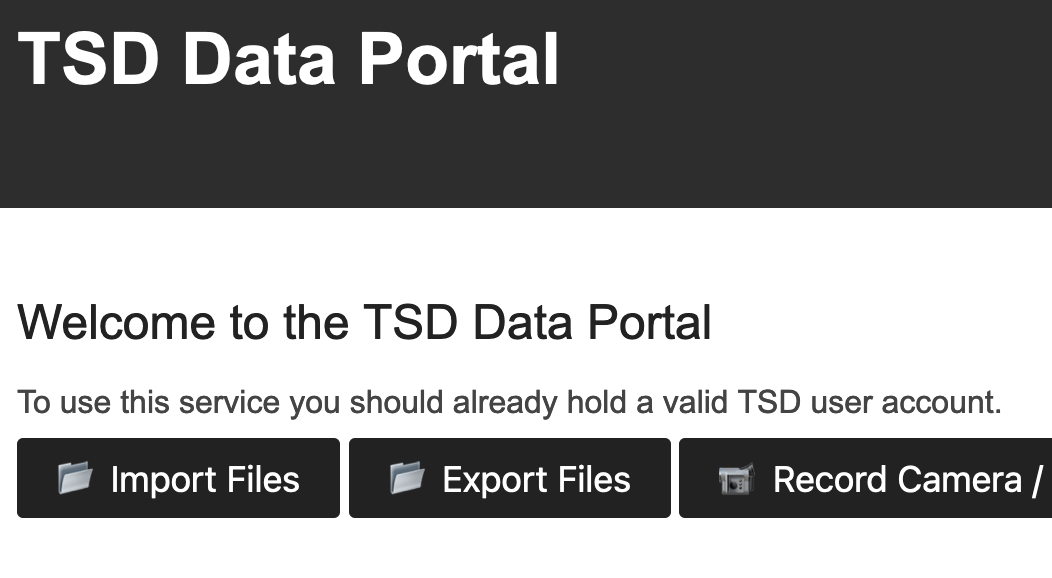 TSD Data Portal
Welcome to the TSD Data Portal
To use this service you should already hold a valid TSD user account.
Import Files Export Files Record Camera /